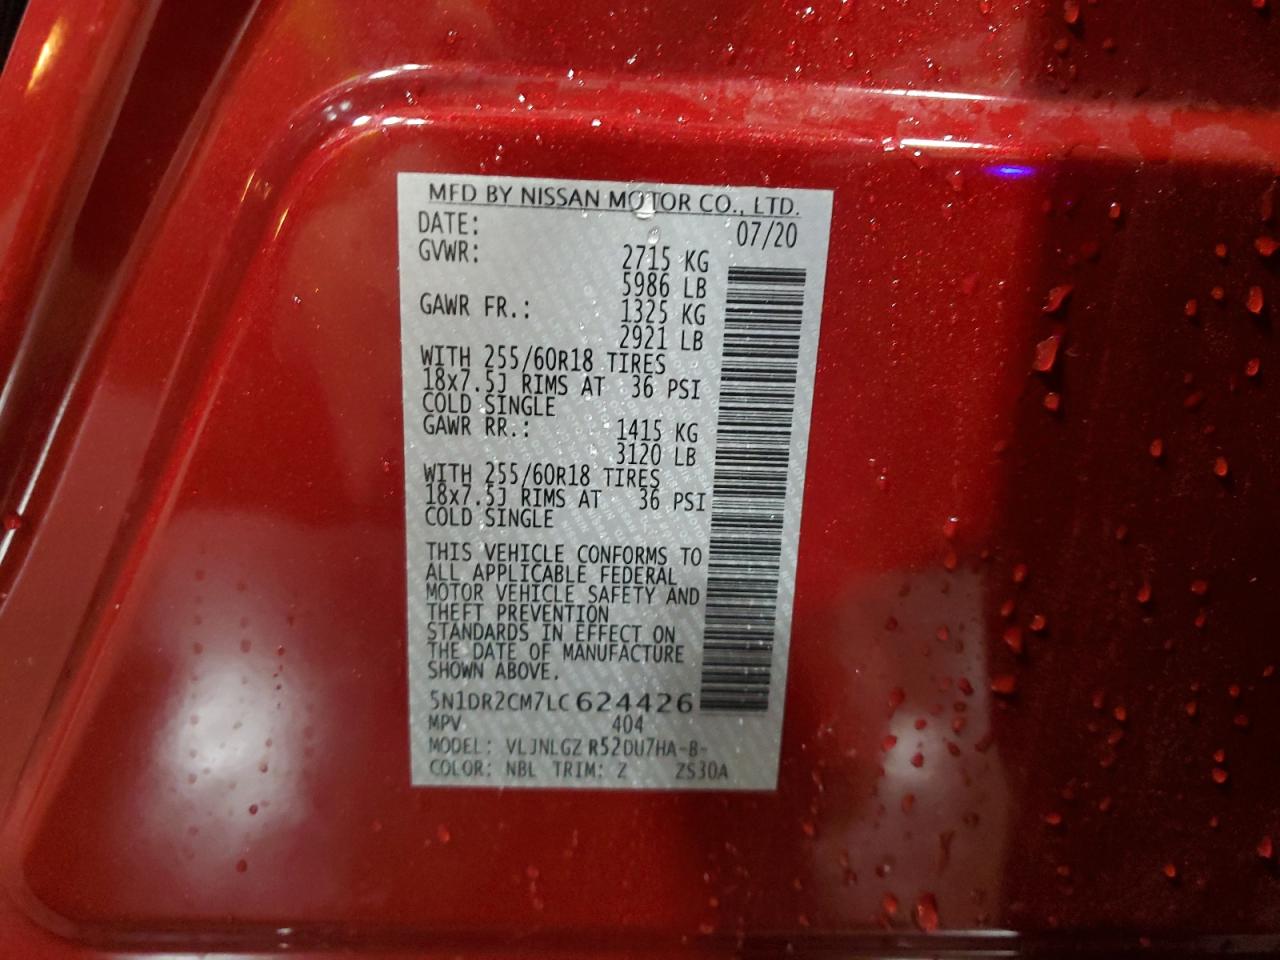 MFD BY NISSAN MOTOR CO., LTD.
DATE: 07/20
GVWR: 2715 KG
5986 LB
GAWR FR.: 1325 KG
2921 LB
WITH 255/60R18 TIRES
18x7.5J RIMS AT 36 PSI
COLD SINGLE
GAWR RR.: 1415 KG
3120 LB
WITH 255/60R18 TIRES
18x7.5J RIMS AT 36 PSI
COLD SINGLE
THIS VEHICLE CONFORMS TO
ALL APPLICABLE FEDERAL
MOTOR VEHICLE SAFETY AND
THEFT PREVENTION
STANDARDS IN EFFECT ON
THE DATE OF MANUFACTURE
SHOWN ABOVE.
5N1DR2CM7LC624426
MPV 404
MODEL: VLJNLGZ R52DU7HA-B-
COLOR: NBL TRIM: Z ZS30A